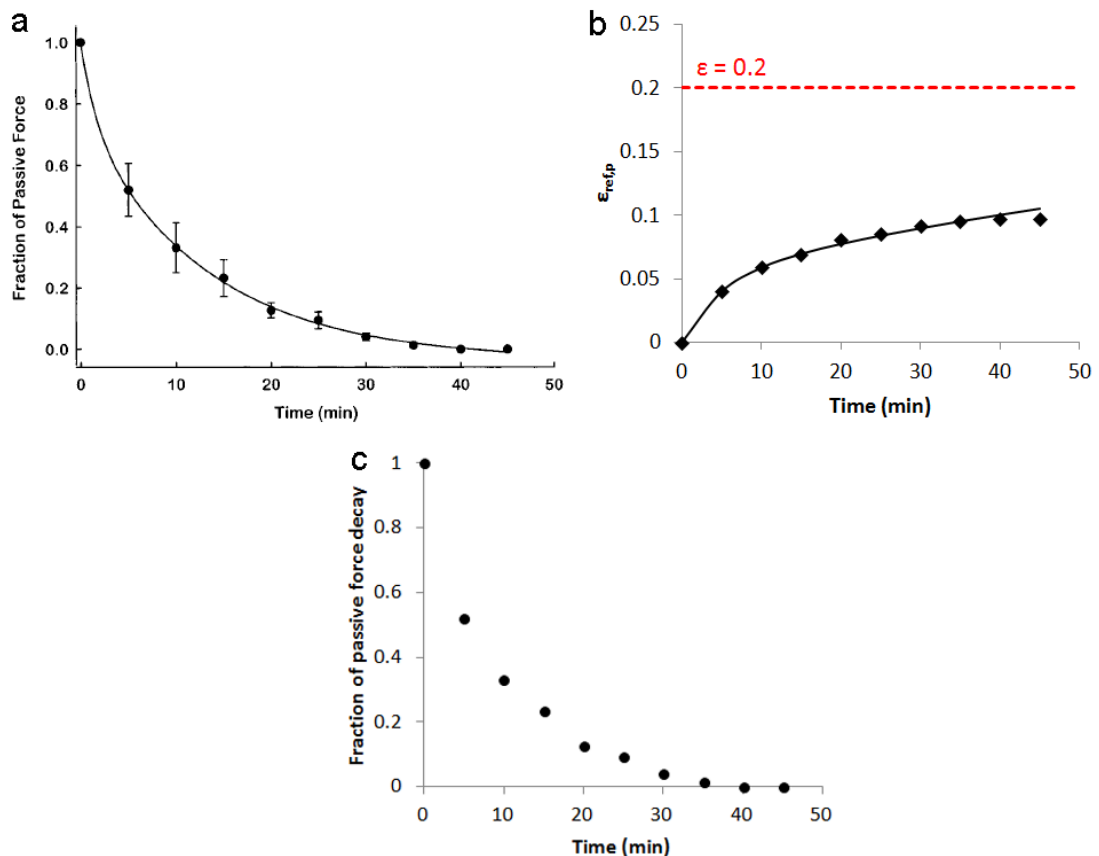 a
1.0
0.8
0.6
0.4
0.2
0.0
Fraction of Passive Force
0 10 20 30 40 50
Time (min)
b
0.25
0.2
0.15
0.1
0.05
0
ε = 0.2
εref,p
0 10 20 30 40 50
Time (min)
c
1
0.8
0.6
0.4
0.2
0
Fraction of passive force decay
0 10 20 30 40 50
Time (min)